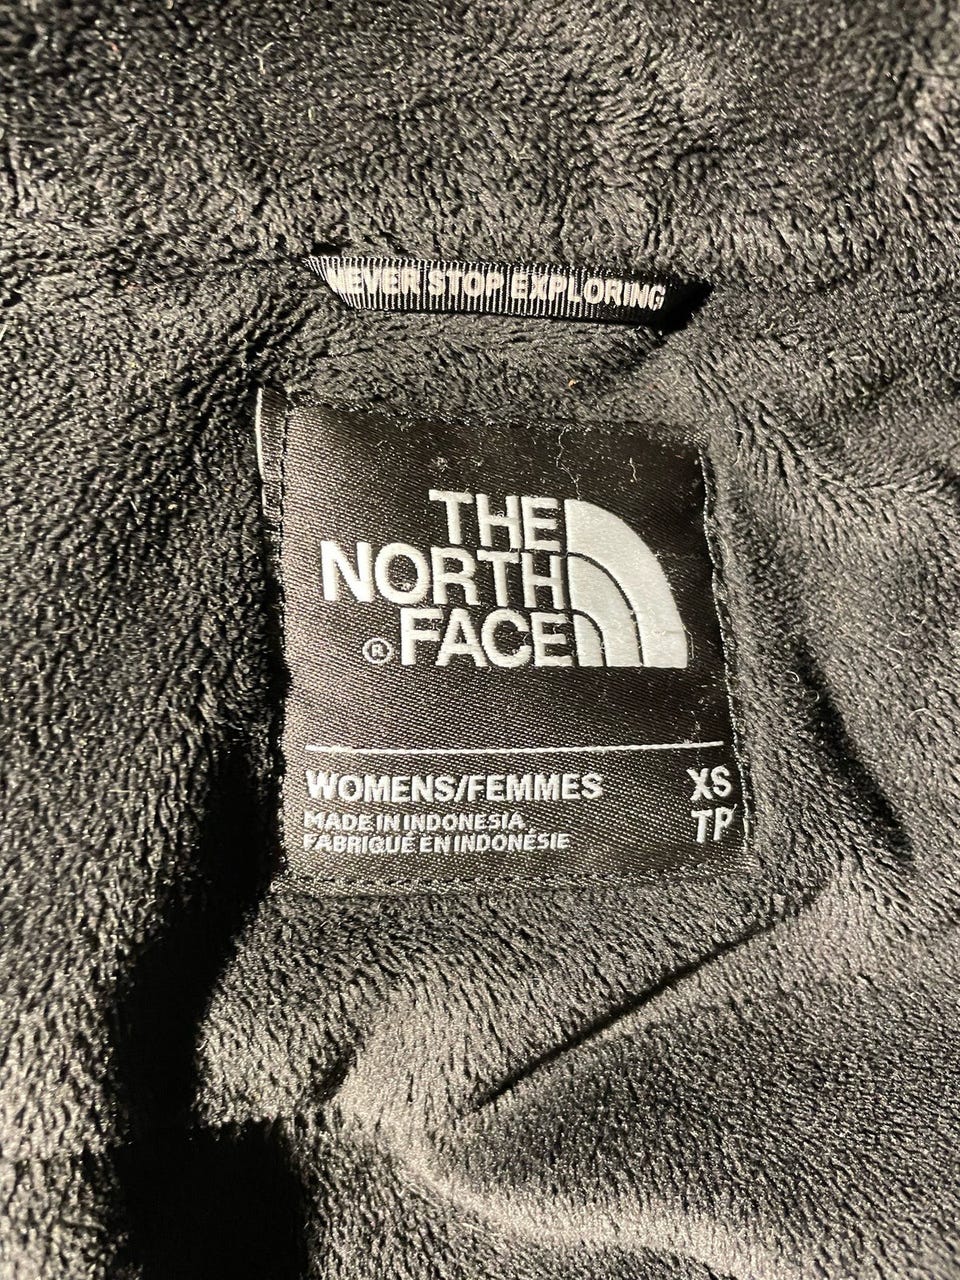 NEVER STOP EXPLORING
THE
NORTH
® FACE
WOMENS/FEMMES XS
MADE IN INDONESIA TP
FABRIQUÉ EN INDONÉSIE